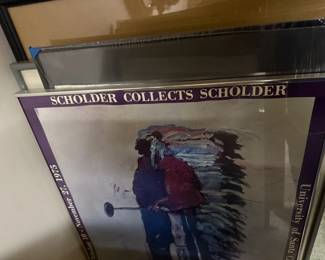 SCHOLDER COLLECTS SCHOLDER
University of Santa
November 27, 1975